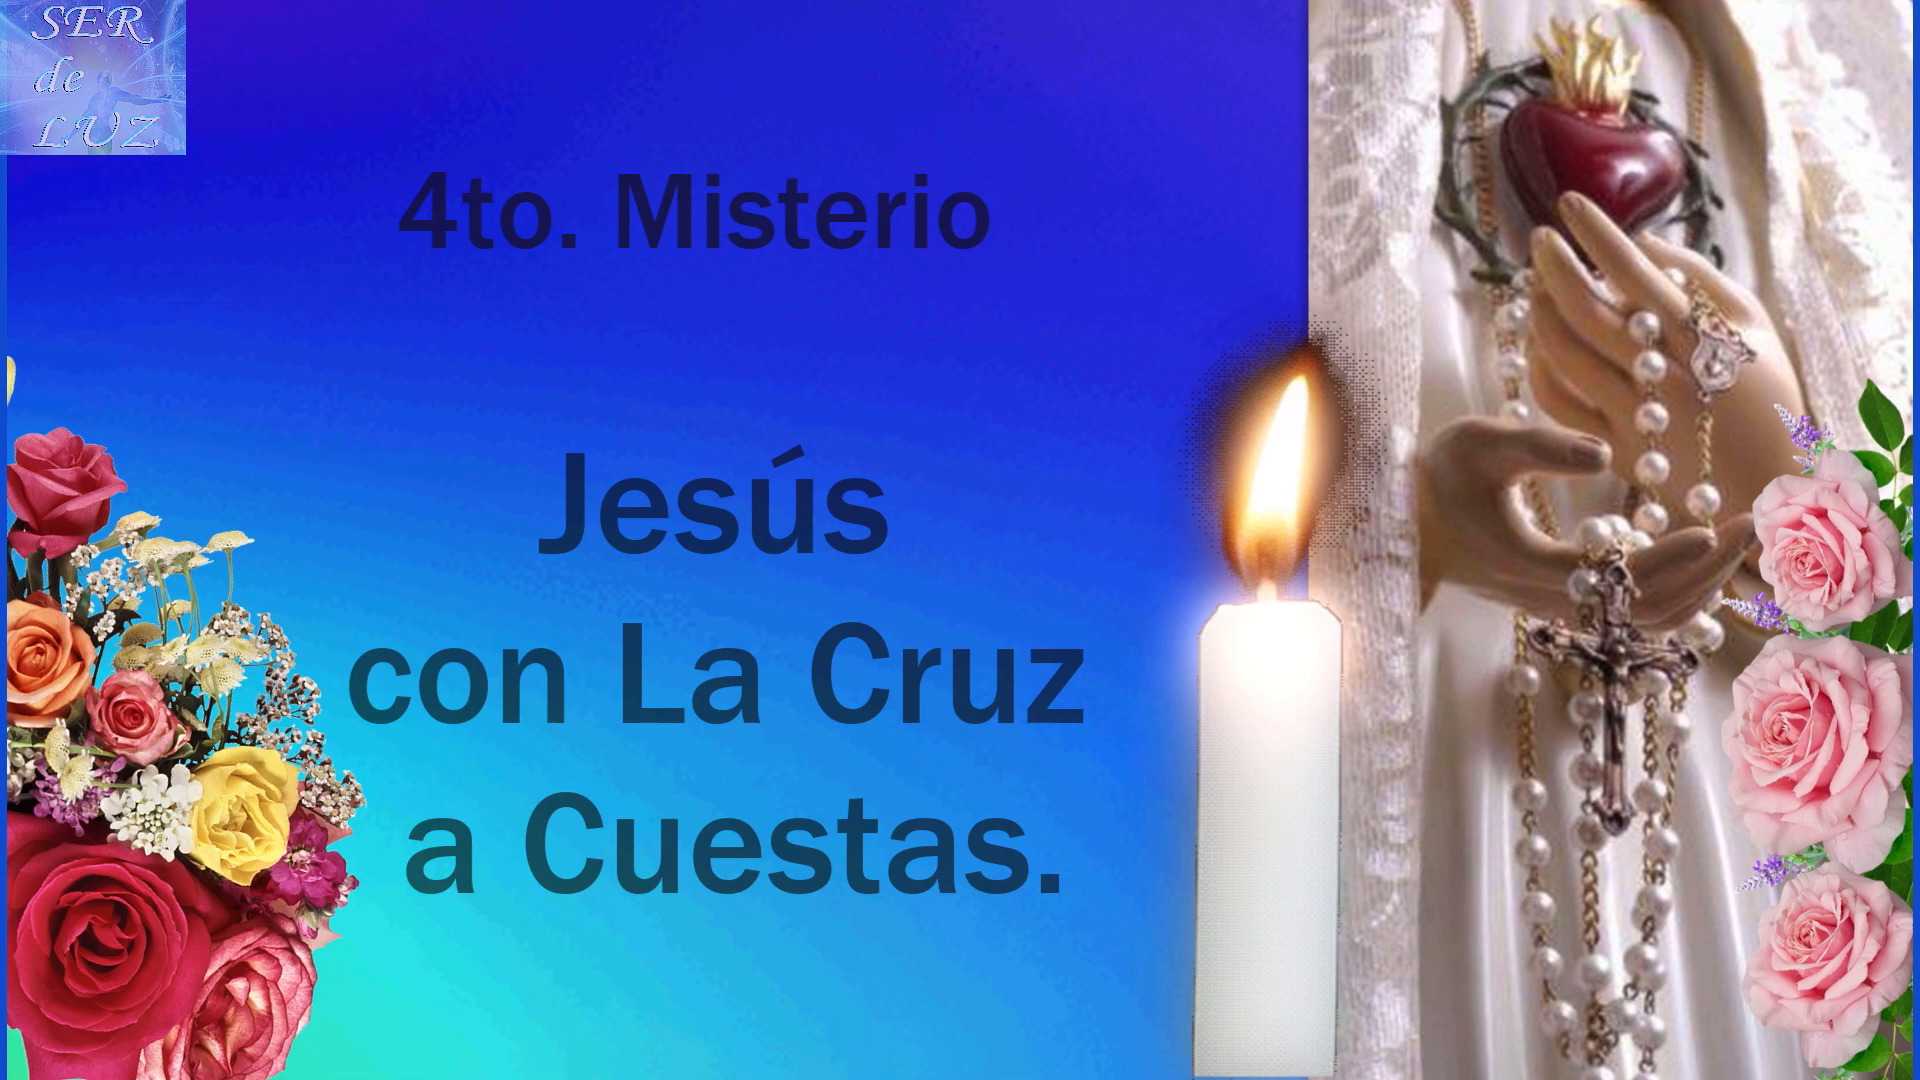 SER
de
LUZ
4to. Misterio
Jesús
con La Cruz
a Cuestas.